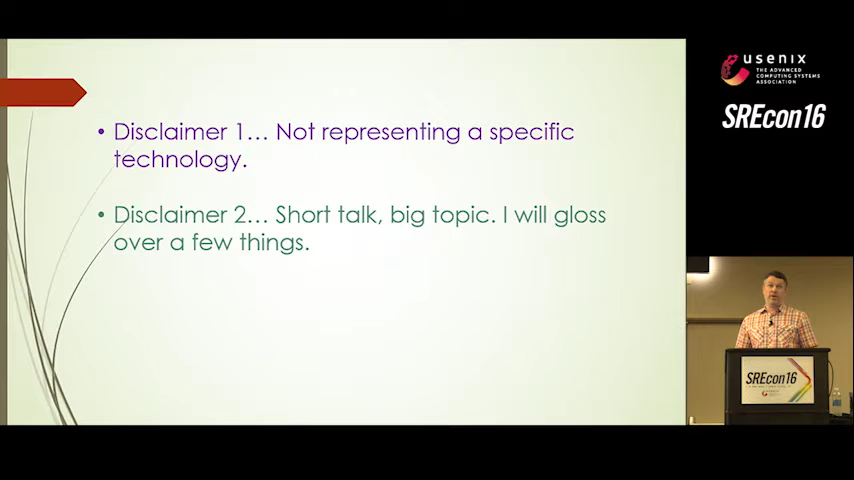 • Disclaimer 1… Not representing a specific
technology.
• Disclaimer 2… Short talk, big topic. I will gloss
over a few things.
usenix
THE ADVANCED
COMPUTING SYSTEMS
ASSOCIATION
SREcon16
SREcon16